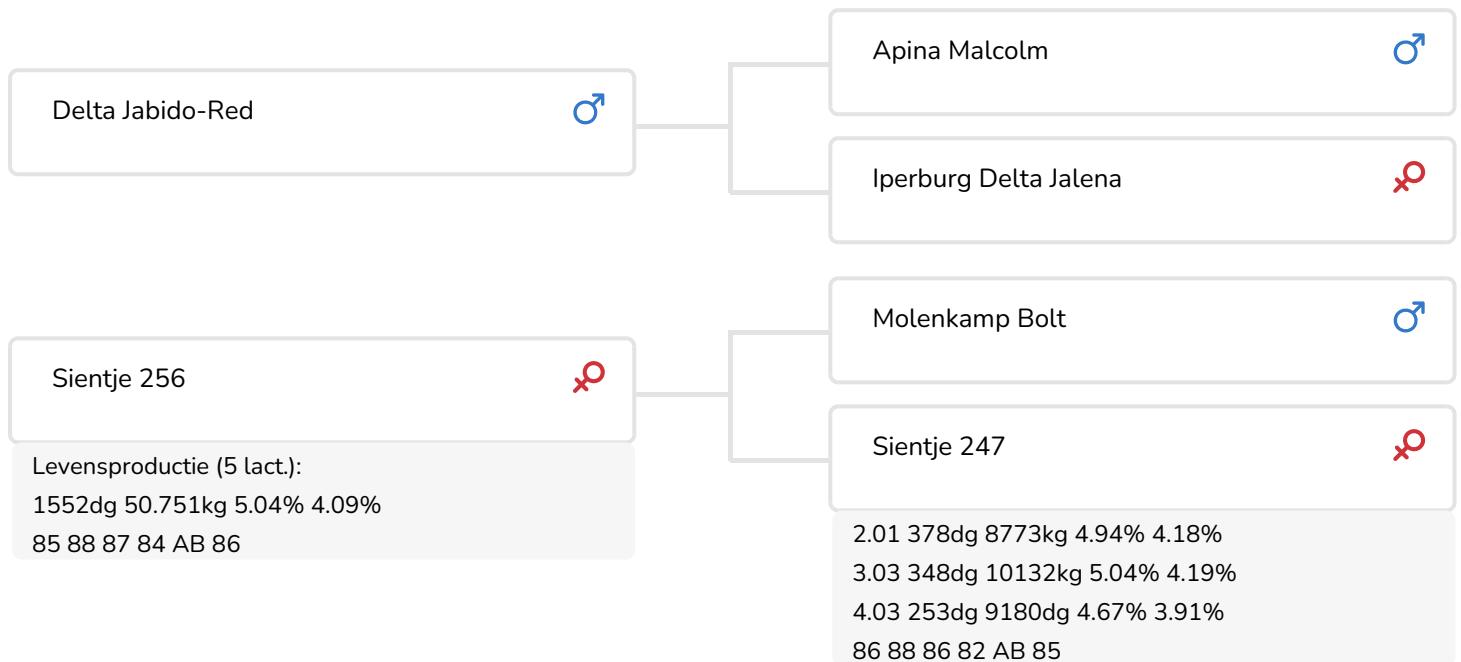 Delta Jabido-Red
Apina Malcolm
Iperburg Delta Jalena
Sientje 256
Levensproductie (5 lact.):
1552dg 50.751kg 5.04% 4.09%
85 88 87 84 AB 86
Molenkamp Bolt
Sientje 247
2.01 378dg 8773kg 4.94% 4.18%
3.03 348dg 10132kg 5.04% 4.19%
4.03 253dg 9180dg 4.67% 3.91%
86 88 86 82 AB 85